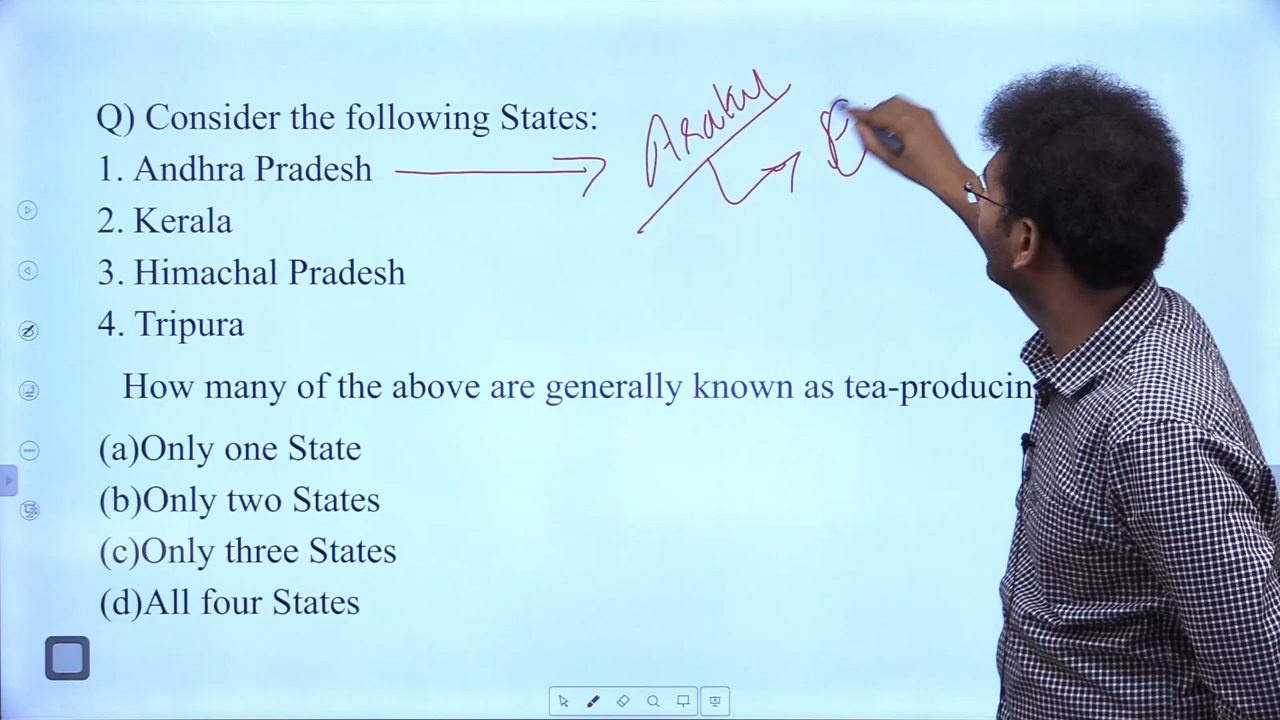 Q) Consider the following States:
Araku
1. Andhra Pradesh
2. Kerala
3. Himachal Pradesh
4. Tripura
How many of the above are generally known as tea-producin
(a)Only one State
(b)Only two States
(c)Only three States
(d)All four States